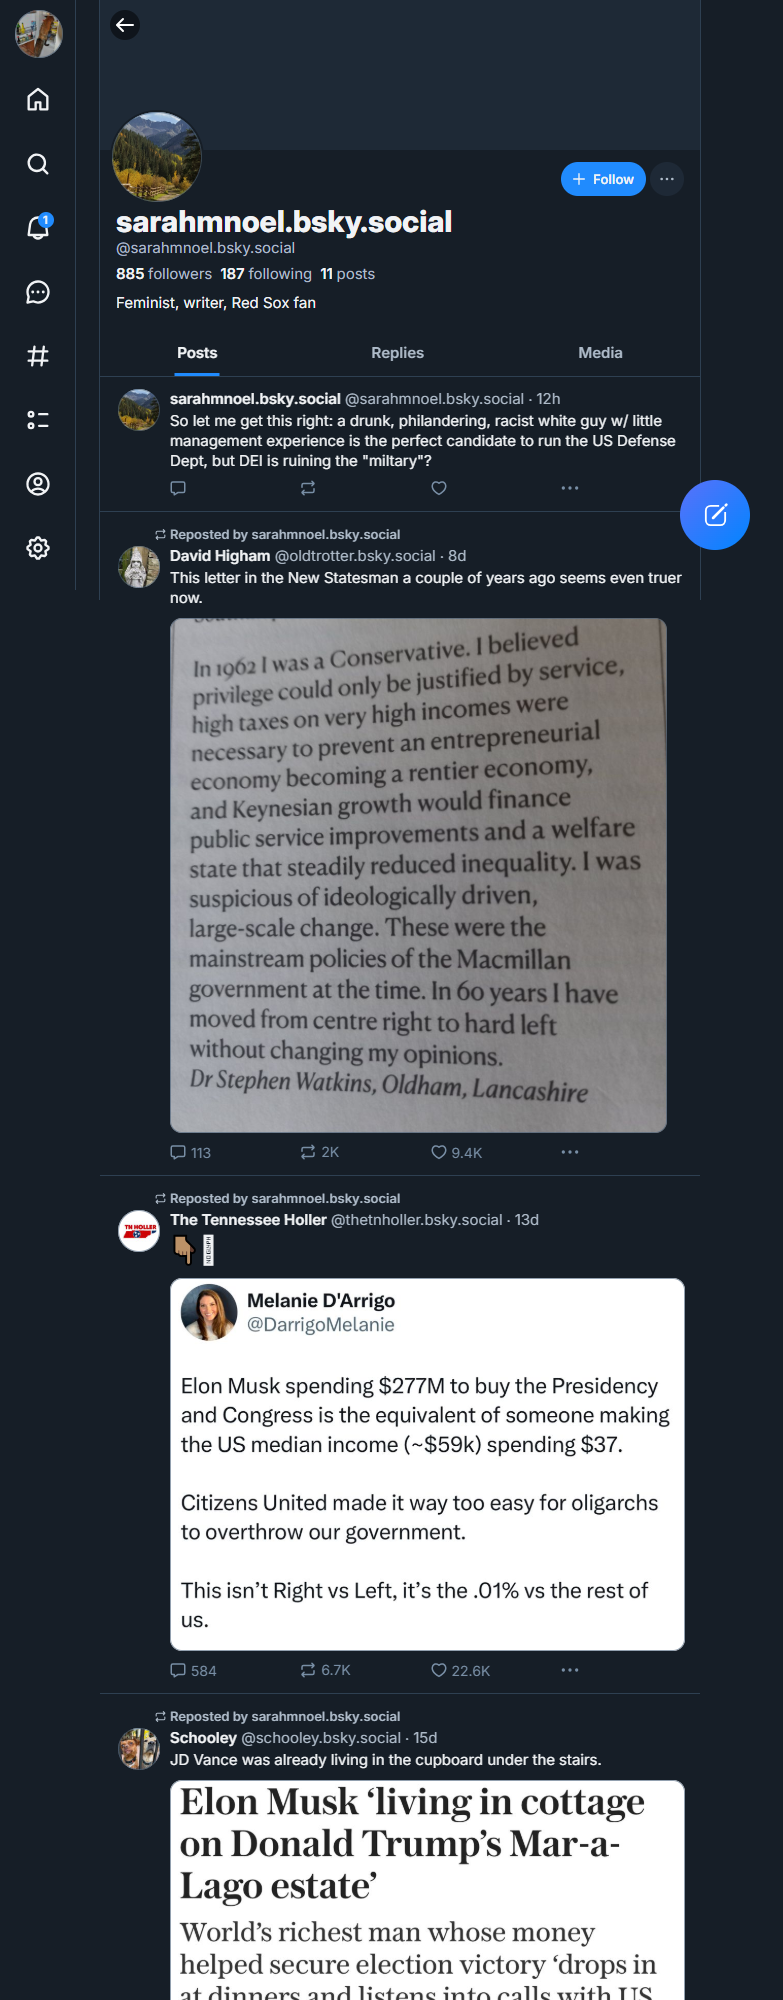 1
+ Follow
sarahmnoel.bsky.social
@sarahmnoel.bsky.social
885 followers 187 following 11 posts
Feminist, writer, Red Sox fan
Posts Replies Media
sarahmnoel.bsky.social @sarahmnoel.bsky.social · 12h
So let me get this right: a drunk, philandering, racist white guy w/ little
management experience is the perfect candidate to run the US Defense
Dept, but DEI is ruining the "miltary"?
Reposted by sarahmnoel.bsky.social
David Higham @oldtrotter.bsky.social · 8d
This letter in the New Statesman a couple of years ago seems even truer
now.
In 1962 I was a Conservative. I believed
privilege could only be justified by service,
high taxes on very high incomes were
necessary to prevent an entrepreneurial
economy becoming a rentier economy,
and Keynesian growth would finance
public service improvements and a welfare
state that steadily reduced inequality. I was
suspicious of ideologically driven,
large-scale change. These were the
mainstream policies of the Macmillan
government at the time. In 60 years I have
moved from centre right to hard left
without changing my opinions.
Dr Stephen Watkins, Oldham, Lancashire
113 2K 9.4K
Reposted by sarahmnoel.bsky.social
The Tennessee Holler @thetnholler.bsky.social · 13d
TN HOLLER
Melanie D'Arrigo
@DarrigoMelanie
Elon Musk spending $277M to buy the Presidency
and Congress is the equivalent of someone making
the US median income (~$59k) spending $37.
Citizens United made it way too easy for oligarchs
to overthrow our government.
This isn’t Right vs Left, it’s the .01% vs the rest of
us.
584 6.7K 22.6K
Reposted by sarahmnoel.bsky.social
Schooley @schooley.bsky.social · 15d
JD Vance was already living in the cupboard under the stairs.
Elon Musk ‘living in cottage
on Donald Trump’s Mar-a-
Lago estate’
World’s richest man whose money
helped secure election victory ‘drops in
at dinners and listens into calls with US